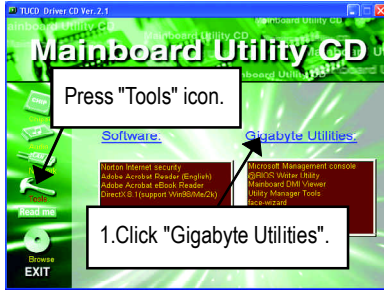 TUCD Driver CD Ver.2.1
Mainboard Utility CD
Press "Tools" icon.
Software:
Gigabyte Utilities:
Norton Internet security
Adobe Acrobat Reader (English)
Adobe Acrobat eBook Reader
DirectX 8.1(support Win98/Me/2k)
Microsoft Management console
@BIOS Writer Utility
Mainboard DMI Viewer
Utility Manager Tools
face-wizard
Tools
Read me
1.Click "Gigabyte Utilities".
Browse
EXIT